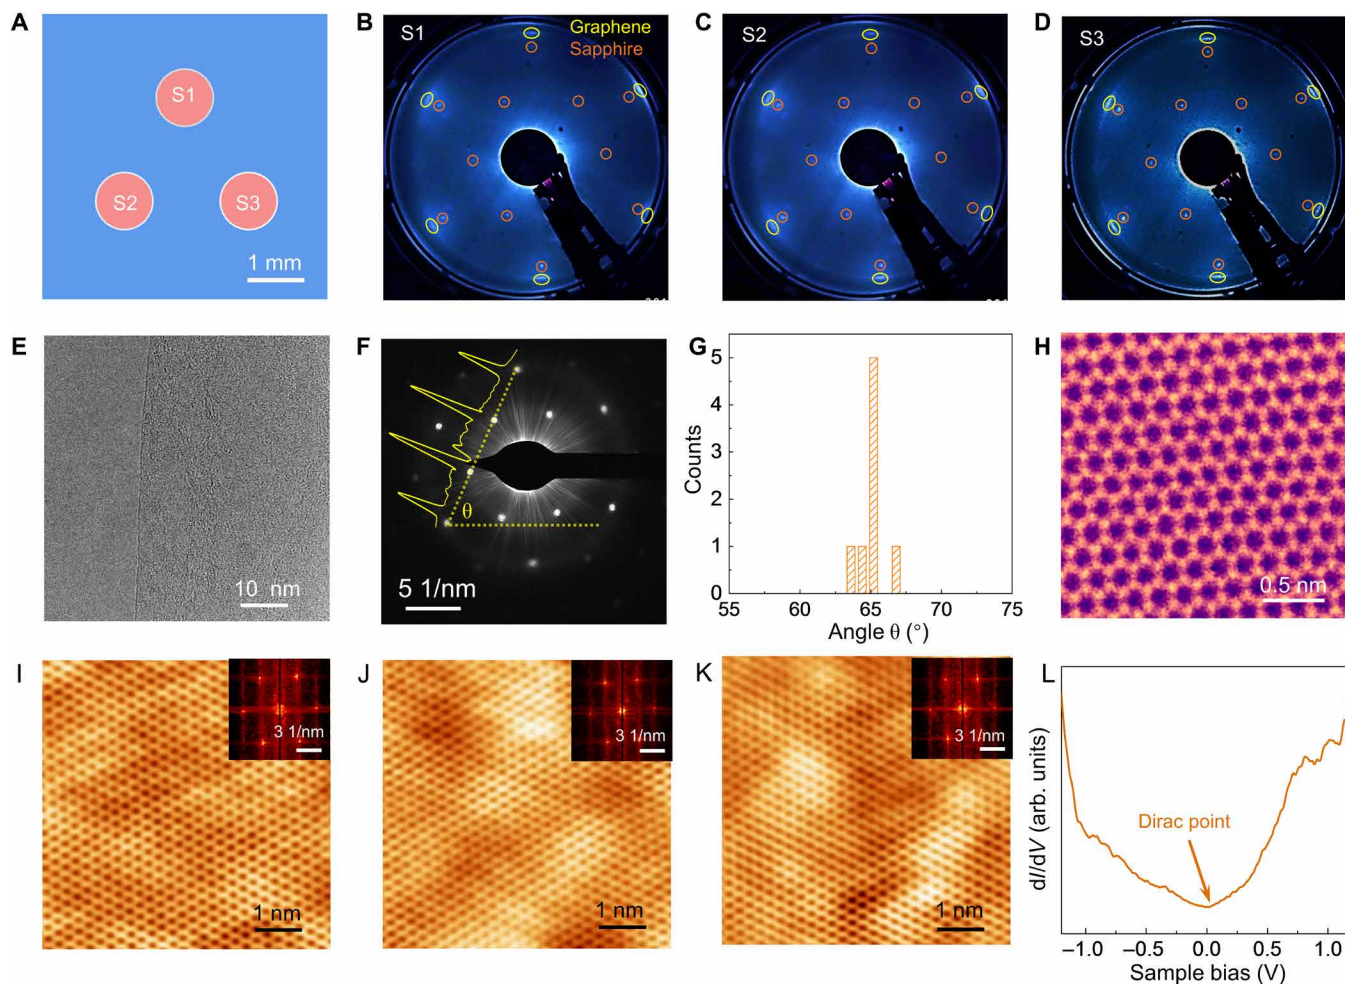 A
S1
S2
S3
1 mm
B
S1
Graphene
Sapphire
C
S2
D
S3
E
10 nm
F
θ
5 1/nm
G
5
4
3
2
1
0
Counts
55
60
65
70
75
Angle θ (°)
H
0.5 nm
I
3 1/nm
1 nm
J
3 1/nm
1 nm
K
3 1/nm
1 nm
L
dI/dV (arb. units)
Dirac point
–1.0
–0.5
0.0
0.5
1.0
Sample bias (V)